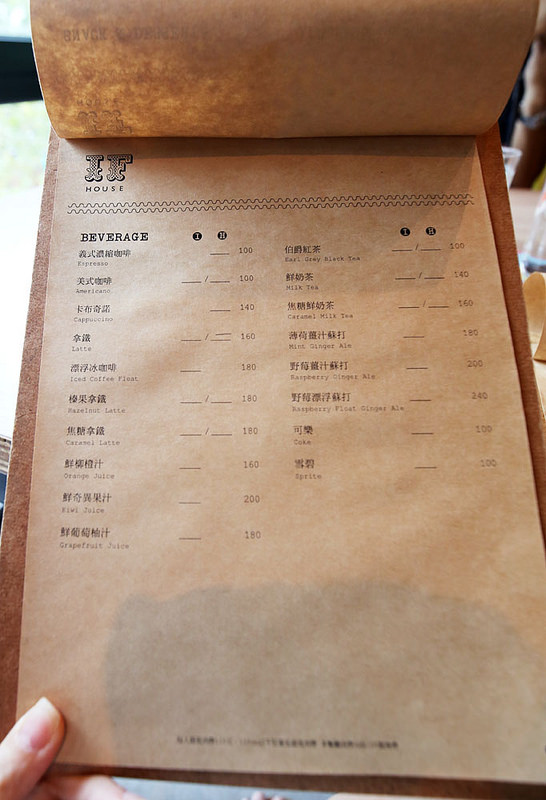 IF
HOUSE
BEVERAGE I H
義式濃縮咖啡 100
Espresso
美式咖啡 / 100
Americano
卡布奇諾 140
Cappuccino
拿鐵 / 160
Latte
漂浮冰咖啡 180
Iced Coffee Float
榛果拿鐵 / 180
Hazelnut Latte
焦糖拿鐵 / 180
Caramel Latte
鮮柳橙汁 160
Orange Juice
鮮奇異果汁 200
Kiwi Juice
鮮葡萄柚汁 180
Grapefruit Juice
I H
伯爵紅茶 / 100
Earl Grey Black Tea
鮮奶茶 / 140
Milk Tea
焦糖鮮奶茶 / 160
Caramel Milk Tea
薄荷薑汁蘇打 180
Mint Ginger Ale
野莓薑汁蘇打 200
Raspberry Ginger Ale
野莓漂浮蘇打 240
Raspberry Float Ginger Ale
可樂 100
Coke
雪碧 100
Sprite